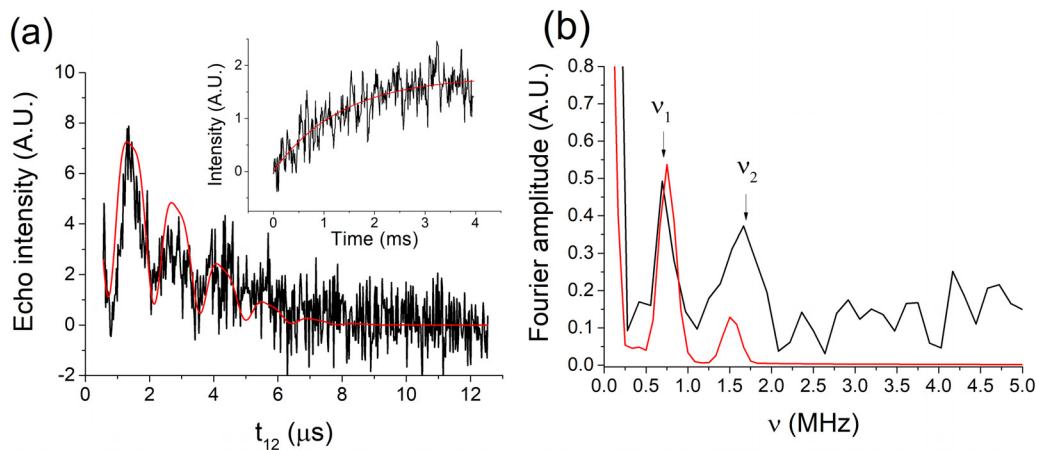 (a)
Echo intensity (A.U.)
10
8
6
4
2
0
-2
0 2 4 6 8 10 12
t12 (μs)
Intensity (A.U.)
2
1
0
0 1 2 3 4
Time (ms)
(b)
Fourier amplitude (A.U.)
0.8
0.7
0.6
0.5
0.4
0.3
0.2
0.1
0.0
0.0 0.5 1.0 1.5 2.0 2.5 3.0 3.5 4.0 4.5 5.0
ν (MHz)
ν1
ν2